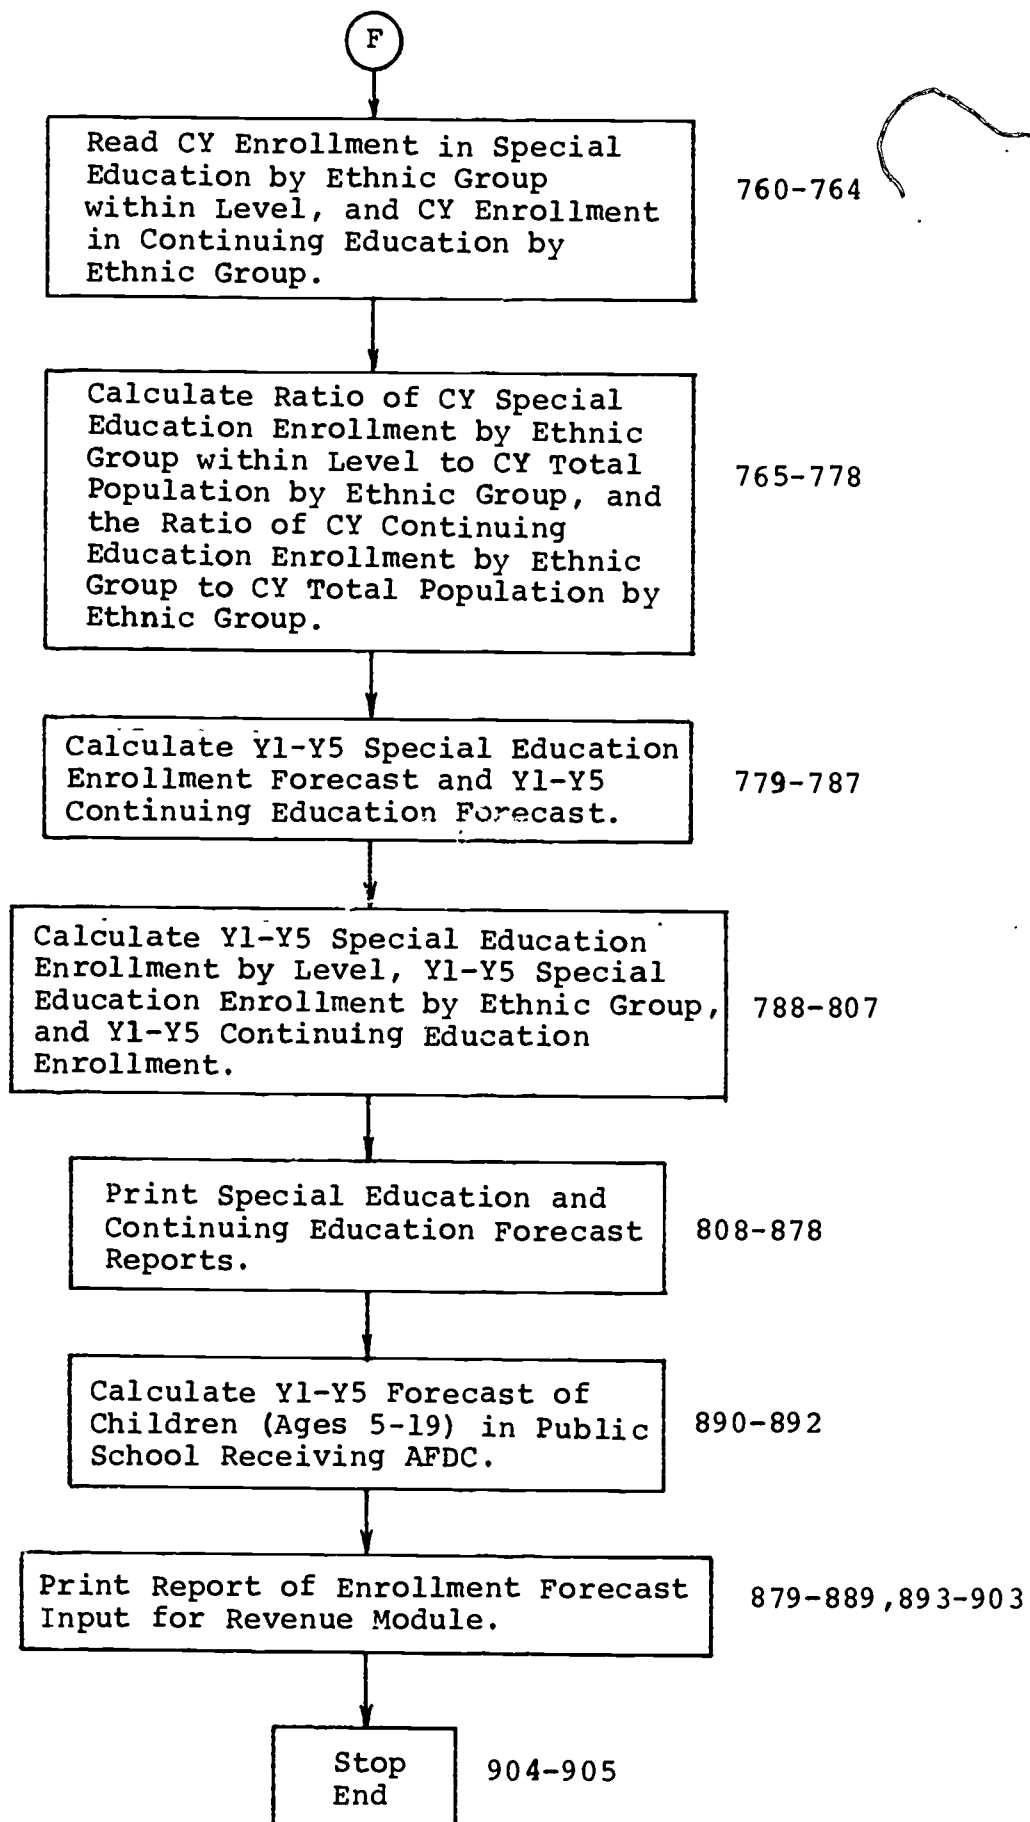 F
Read CY Enrollment in Special
Education by Ethnic Group
within Level, and CY Enrollment
in Continuing Education by
Ethnic Group.
760-764
Calculate Ratio of CY Special
Education Enrollment by Ethnic
Group within Level to CY Total
Population by Ethnic Group, and
the Ratio of CY Continuing
Education Enrollment by Ethnic
Group to CY Total Population by
Ethnic Group.
765-778
Calculate Y1-Y5 Special Education
Enrollment Forecast and Y1-Y5
Continuing Education Forecast.
779-787
Calculate Y1-Y5 Special Education
Enrollment by Level, Y1-Y5 Special
Education Enrollment by Ethnic Group,
and Y1-Y5 Continuing Education
Enrollment.
788-807
Print Special Education and
Continuing Education Forecast
Reports.
808-878
Calculate Y1-Y5 Forecast of
Children (Ages 5-19) in Public
School Receiving AFDC.
890-892
Print Report of Enrollment Forecast
Input for Revenue Module.
879-889,893-903
Stop
End
904-905